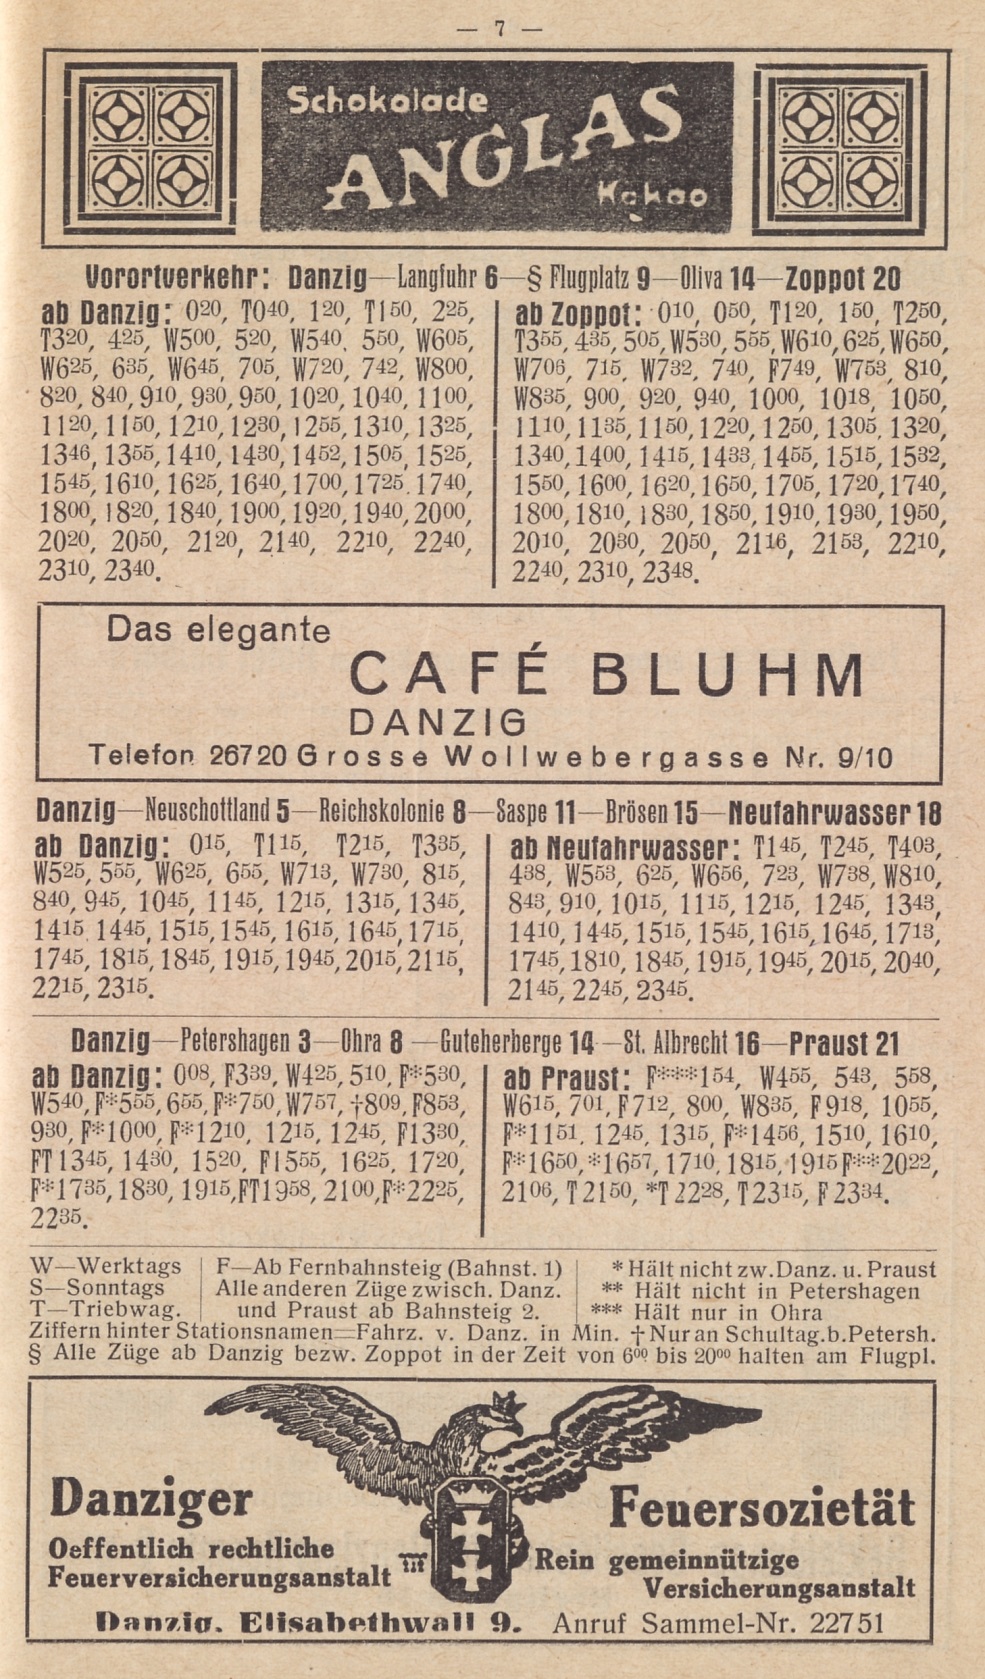 — 7 —
Schokolade
ANGLAS
Kakao
Vorortverkehr: Danzig—Langfuhr 6—§ Flugplatz 9—Oliva 14—Zoppot 20
ab Danzig: 020, T040, 120, T150, 225,
T320, 425, W500, 520, W540, 550, W605,
W625, 635, W645, 705, W720, 742, W800,
820, 840, 910, 930, 950, 1020, 1040, 1100,
1120, 1150, 1210, 1230, 1255, 1310, 1325,
1346, 1355, 1410, 1430, 1452, 1505, 1525,
1545, 1610, 1625, 1640, 1700, 1725, 1740,
1800, 1820, 1840, 1900, 1920, 1940, 2000,
2020, 2050, 2120, 2140, 2210, 2240,
2310, 2340.
ab Zoppot: 010, 050, T120, 150, T250,
T355, 435, 505, W530, 555, W610, 625, W650,
W706, 715, W732, 740, F749, W753, 810,
W835, 900, 920, 940, 1000, 1018, 1050,
1110, 1135, 1150, 1220, 1250, 1305, 1320,
1340, 1400, 1415, 1433, 1455, 1515, 1532,
1550, 1600, 1620, 1650, 1705, 1720, 1740,
1800, 1810, 1830, 1850, 1910, 1930, 1950,
2010, 2030, 2050, 2116, 2153, 2210,
2240, 2310, 2348.
Das elegante
CAFÉ BLUHM
DANZIG
Telefon 26720 Grosse Wollwebergasse Nr. 9/10
Danzig—Neuschottland 5—Reichskolonie 8—Saspe 11—Brösen 15—Neufahrwasser 18
ab Danzig: 015, T115, T215, T335,
W525, 555, W625, 655, W713, W730, 815,
840, 945, 1045, 1145, 1215, 1315, 1345,
1415, 1445, 1515, 1545, 1615, 1645, 1715,
1745, 1815, 1845, 1915, 1945, 2015, 2115,
2215, 2315.
ab Neufahrwasser: T145, T245, T403,
438, W553, 625, W656, 723, W738, W810,
843, 910, 1015, 1115, 1215, 1245, 1343,
1410, 1445, 1515, 1545, 1615, 1645, 1713,
1745, 1810, 1845, 1915, 1945, 2015, 2040,
2145, 2245, 2345.
Danzig—Petershagen 3—Ohra 8—Guteherberge 14—St. Albrecht 16—Praust 21
ab Danzig: 008, F339, W425, 510, F*530,
W540, F*555, 655, F*750, W757, †809, F853,
930, F*1000, F*1210, 1215, 1245, F1330,
FT1345, 1430, 1520, F1555, 1625, 1720,
F*1735, 1830, 1915, FT1958, 2100, F*2225,
2235.
ab Praust: F***154, W455, 543, 558,
W615, 701, F712, 800, W835, F918, 1055,
F*1151, 1245, 1315, F*1456, 1510, 1610,
F*1650, *1657, 1710, 1815, 1915 F**2022,
2106, T2150, *T2228, T2315, F2334.
W—Werktags
S—Sonntags
T—Triebwag.
F—Ab Fernbahnsteig (Bahnst. 1)
Alle anderen Züge zwisch. Danz.
und Praust ab Bahnsteig 2.
* Hält nicht zw. Danz. u. Praust
** Hält nicht in Petershagen
*** Hält nur in Ohra
Ziffern hinter Stationsnamen=Fahrz. v. Danz. in Min. † Nur an Schultag. b. Petersh.
§ Alle Züge ab Danzig bezw. Zoppot in der Zeit von 6⁰⁰ bis 20⁰⁰ halten am Flugpl.
Danziger Feuersozietät
Oeffentlich rechtliche
Feuerversicherungsanstalt
Rein gemeinnützige
Versicherungsanstalt
Danzig, Elisabethwall 9. Anruf Sammel-Nr. 22751